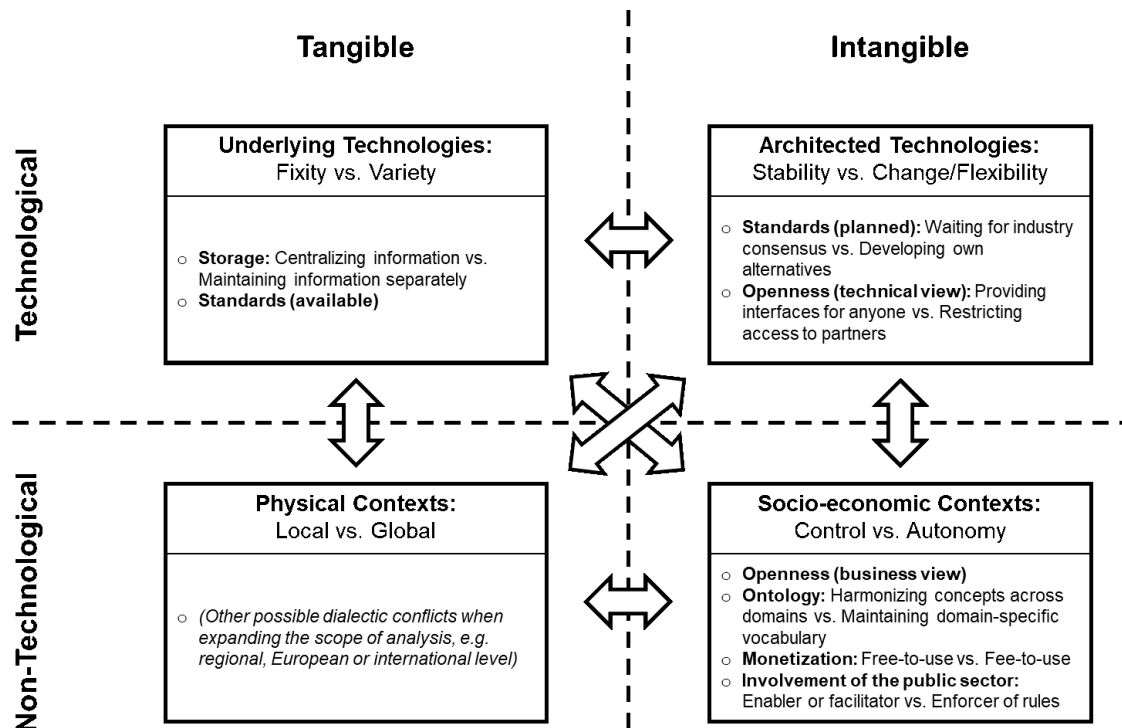 Tangible
Intangible
Technological
Underlying Technologies:
Fixity vs. Variety
○ Storage: Centralizing information vs.
Maintaining information separately
○ Standards (available)
Architected Technologies:
Stability vs. Change/Flexibility
○ Standards (planned): Waiting for industry
consensus vs. Developing own
alternatives
○ Openness (technical view): Providing
interfaces for anyone vs. Restricting
access to partners
Non-Technological
Physical Contexts:
Local vs. Global
○ (Other possible dialectic conflicts when
expanding the scope of analysis, e.g.
regional, European or international level)
Socio-economic Contexts:
Control vs. Autonomy
○ Openness (business view)
○ Ontology: Harmonizing concepts across
domains vs. Maintaining domain-specific
vocabulary
○ Monetization: Free-to-use vs. Fee-to-use
○ Involvement of the public sector:
Enabler or facilitator vs. Enforcer of rules